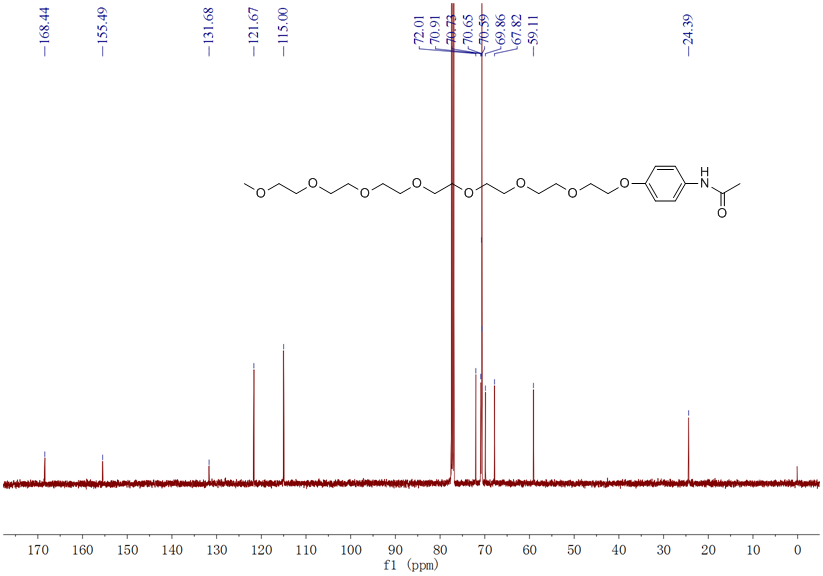 168.44
155.49
131.68
121.67
115.00
72.01
70.91
70.73
70.65
70.59
69.86
67.82
59.11
24.39
O
O
O
O
O
O
O
O
H
N
O
170 160 150 140 130 120 110 100 90 80 70 60 50 40 30 20 10 0
f1 (ppm)